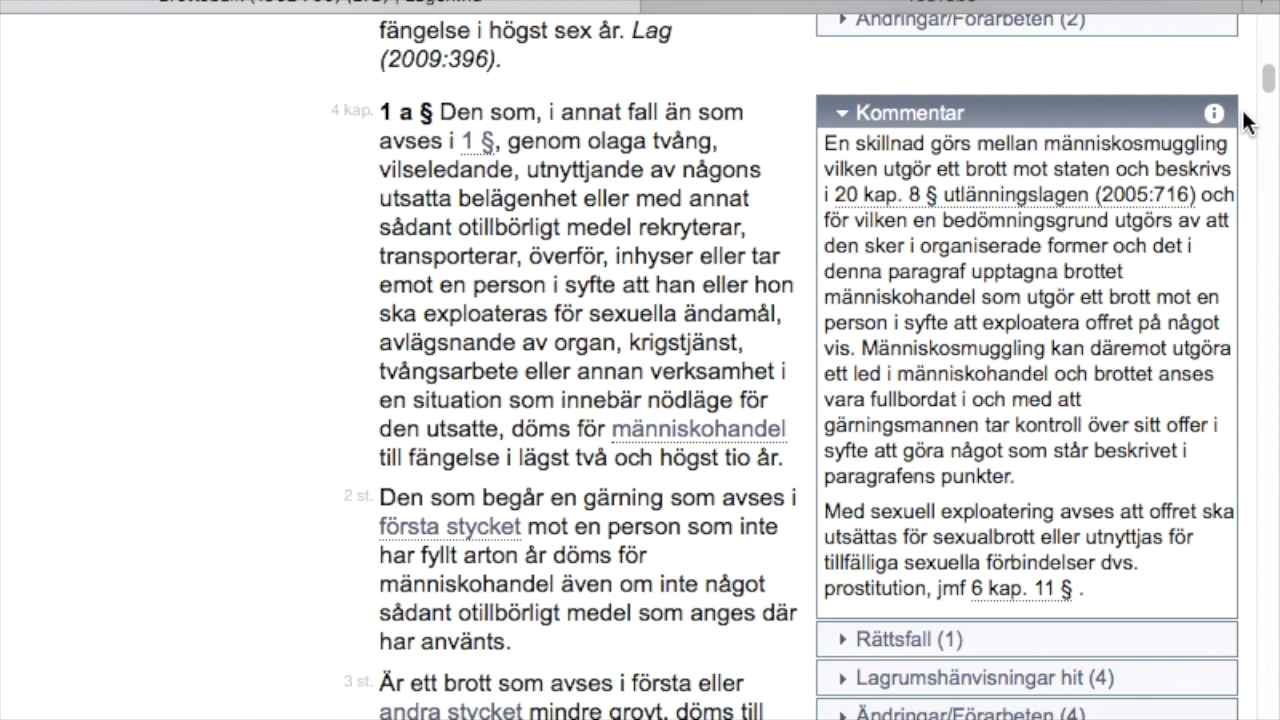 fängelse i högst sex år. Lag
(2009:396).
4 kap. 1 a § Den som, i annat fall än som
avses i 1 §, genom olaga tvång,
vilseledande, utnyttjande av någons
utsatta belägenhet eller med annat
sådant otillbörligt medel rekryterar,
transporterar, överför, inhyser eller tar
emot en person i syfte att han eller hon
ska exploateras för sexuella ändamål,
avlägsnande av organ, krigstjänst,
tvångsarbete eller annan verksamhet i
en situation som innebär nödläge för
den utsatte, döms för människohandel
till fängelse i lägst två och högst tio år.
2 st. Den som begår en gärning som avses i
första stycket mot en person som inte
har fyllt arton år döms för
människohandel även om inte något
sådant otillbörligt medel som anges där
har använts.
3 st. Är ett brott som avses i första eller
andra stycket mindre grovt, döms till
Ändringar/Förarbeten (2)
Kommentar
En skillnad görs mellan människosmuggling
vilken utgör ett brott mot staten och beskrivs
i 20 kap. 8 § utlänningslagen (2005:716) och
för vilken en bedömningsgrund utgörs av att
den sker i organiserade former och det i
denna paragraf upptagna brottet
människohandel som utgör ett brott mot en
person i syfte att exploatera offret på något
vis. Människosmuggling kan däremot utgöra
ett led i människohandel och brottet anses
vara fullbordat i och med att
gärningsmannen tar kontroll över sitt offer i
syfte att göra något som står beskrivet i
paragrafens punkter.
Med sexuell exploatering avses att offret ska
utsättas för sexualbrott eller utnyttjas för
tillfälliga sexuella förbindelser dvs.
prostitution, jmf 6 kap. 11 § .
Rättsfall (1)
Lagrumshänvisningar hit (4)
Ändringar/Förarbeten (4)